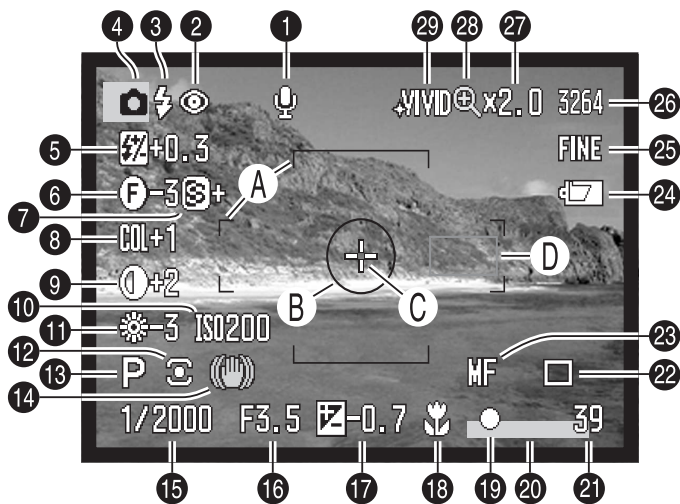 4 3 2 1 29 28 27
VIVID x2.0 3264 26
5 +0.3 FINE 25
A
6 F-3 S+ 24
7
8 COL+1 D
9 +2
B C
10
11 -3 ISO200
12 23
13 P MF 22
14
1/2000 F3.5 -0.7 39
15 16 17 18 19 20 21